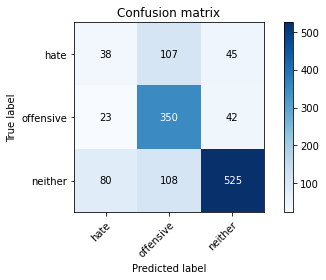 Confusion matrix
True label
hate
offensive
neither
38 107 45
23 350 42
80 108 525
hate offensive neither
Predicted label
500
400
300
200
100